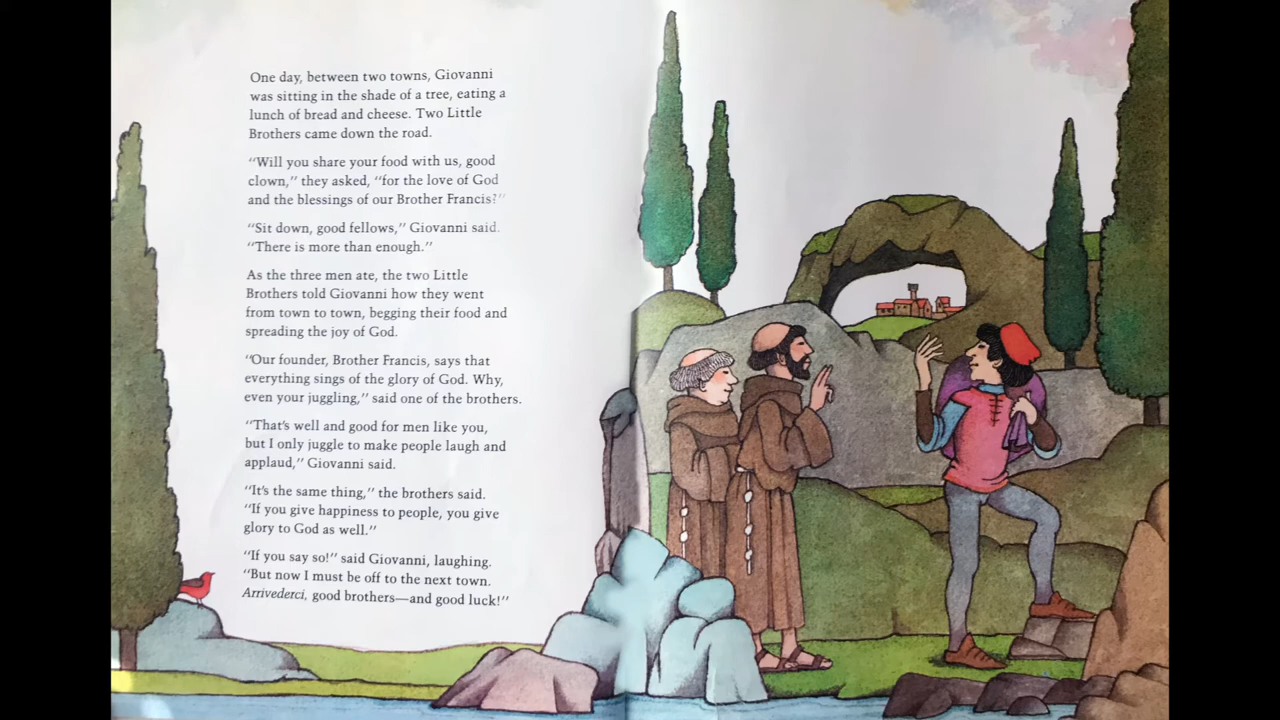 One day, between two towns, Giovanni
was sitting in the shade of a tree, eating a
lunch of bread and cheese. Two Little
Brothers came down the road.
“Will you share your food with us, good
clown,” they asked, “for the love of God
and the blessings of our Brother Francis?”
“Sit down, good fellows,” Giovanni said.
“There is more than enough.”
As the three men ate, the two Little
Brothers told Giovanni how they went
from town to town, begging their food and
spreading the joy of God.
“Our founder, Brother Francis, says that
everything sings of the glory of God. Why,
even your juggling,” said one of the brothers.
“That’s well and good for men like you,
but I only juggle to make people laugh and
applaud,” Giovanni said.
“It’s the same thing,” the brothers said.
“If you give happiness to people, you give
glory to God as well.”
“If you say so!” said Giovanni, laughing.
“But now I must be off to the next town.
Arrivederci, good brothers—and good luck!”